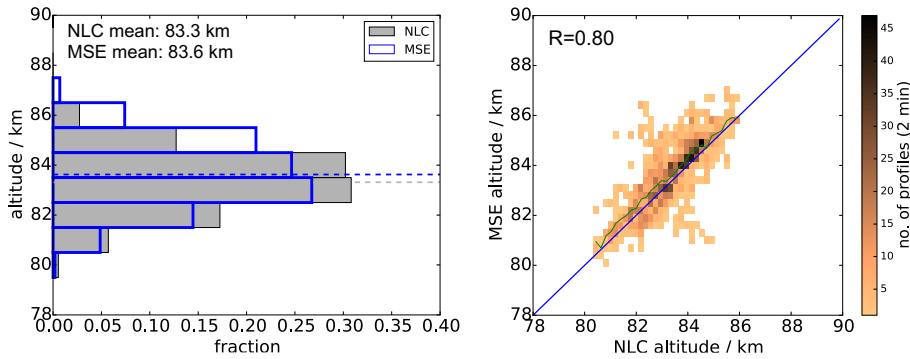 NLC mean: 83.3 km
MSE mean: 83.6 km
NLC
MSE
altitude / km
90
88
86
84
82
80
78
0.00 0.05 0.10 0.15 0.20 0.25 0.30 0.35 0.40
fraction
R=0.80
MSE altitude / km
90
88
86
84
82
80
78
78 80 82 84 86 88 90
NLC altitude / km
45
40
35
30
25
20
15
10
5
no. of profiles (2 min)